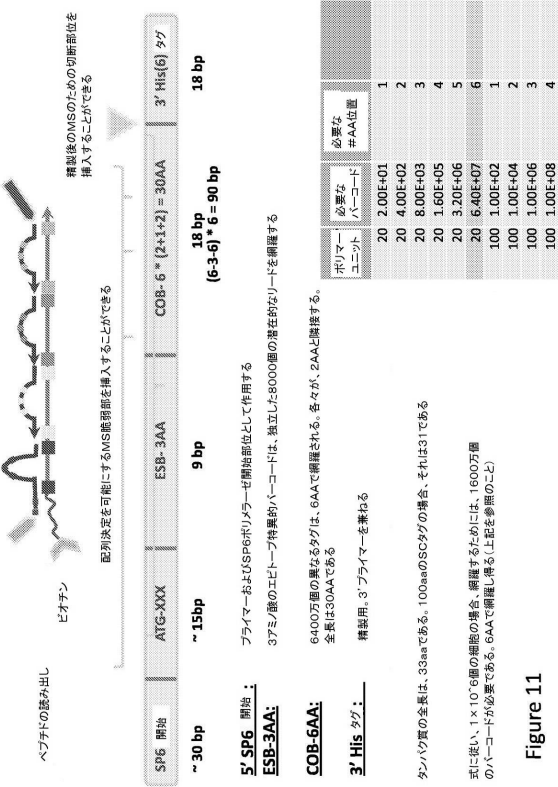 ペプチドの読み出し
ビオチン
配列決定を可能にするMS脆弱部を挿入することができる
精製後のMSのための切断部位を
挿入することができる
SP6 開始
ATG-XXX
ESB- 3AA
COB- 6 * (2+1+2) = 30AA
3' His(6) タグ
~ 30 bp
~ 15bp
9 bp
18 bp
(6-3-6) * 6 = 90 bp
18 bp
5' SP6 開始 :
プライマーおよびSP6ポリメラーゼ開始部位として作用する
ESB-3AA:
3アミノ酸のエピトープ特異的バーコードは、独立した8000個の潜在的なリードを網羅する
COB-6AA:
6400万個の異なるタグは、6AAで網羅される。各々が、2AAと隣接する。
全長は30AAである
3' His タグ :
精製用。3'プライマーを兼ねる
タンパク質の全長は、33aaである。100aaのSCタグの場合、それは31である
式に従い、1×10^6個の細胞の場合、網羅するためには、1600万個
のバーコードが必要である。6AAで網羅し得る(上記を参照のこと)
ポリマー
ユニット
必要な
バーコード
必要な
#AA位置
20 2.00E+01 1
20 4.00E+02 2
20 8.00E+03 3
20 1.60E+05 4
20 3.20E+06 5
20 6.40E+07 6
100 1.00E+02 1
100 1.00E+04 2
100 1.00E+06 3
100 1.00E+08 4
Figure 11